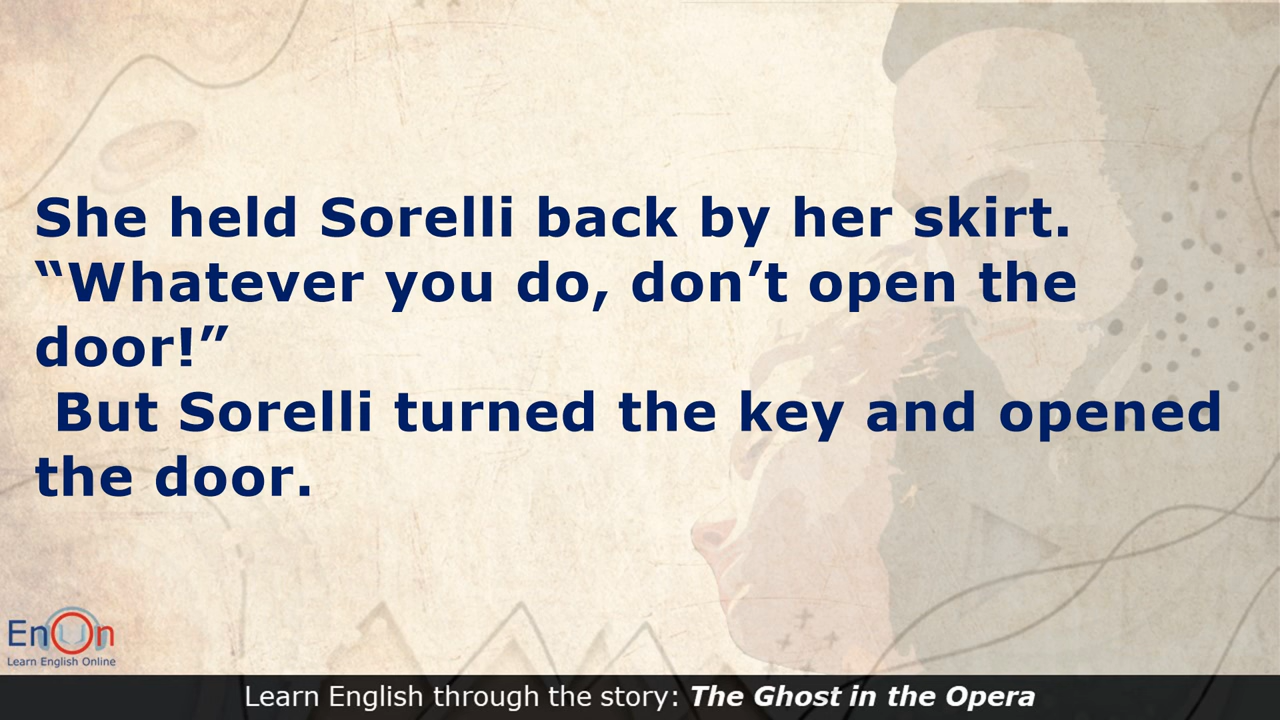 She held Sorelli back by her skirt.
“Whatever you do, don’t open the
door!”
But Sorelli turned the key and opened
the door.
EnOn
Learn English Online
Learn English through the story: The Ghost in the Opera